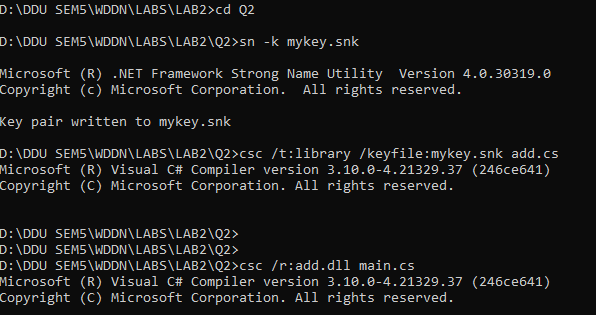 D:\DDU SEM5\WDDN\LABS\LAB2>cd Q2
D:\DDU SEM5\WDDN\LABS\LAB2\Q2>sn -k mykey.snk
Microsoft (R) .NET Framework Strong Name Utility  Version 4.0.30319.0
Copyright (c) Microsoft Corporation.  All rights reserved.
Key pair written to mykey.snk
D:\DDU SEM5\WDDN\LABS\LAB2\Q2>csc /t:library /keyfile:mykey.snk add.cs
Microsoft (R) Visual C# Compiler version 3.10.0-4.21329.37 (246ce641)
Copyright (C) Microsoft Corporation. All rights reserved.
D:\DDU SEM5\WDDN\LABS\LAB2\Q2>
D:\DDU SEM5\WDDN\LABS\LAB2\Q2>
D:\DDU SEM5\WDDN\LABS\LAB2\Q2>csc /r:add.dll main.cs
Microsoft (R) Visual C# Compiler version 3.10.0-4.21329.37 (246ce641)
Copyright (C) Microsoft Corporation. All rights reserved.